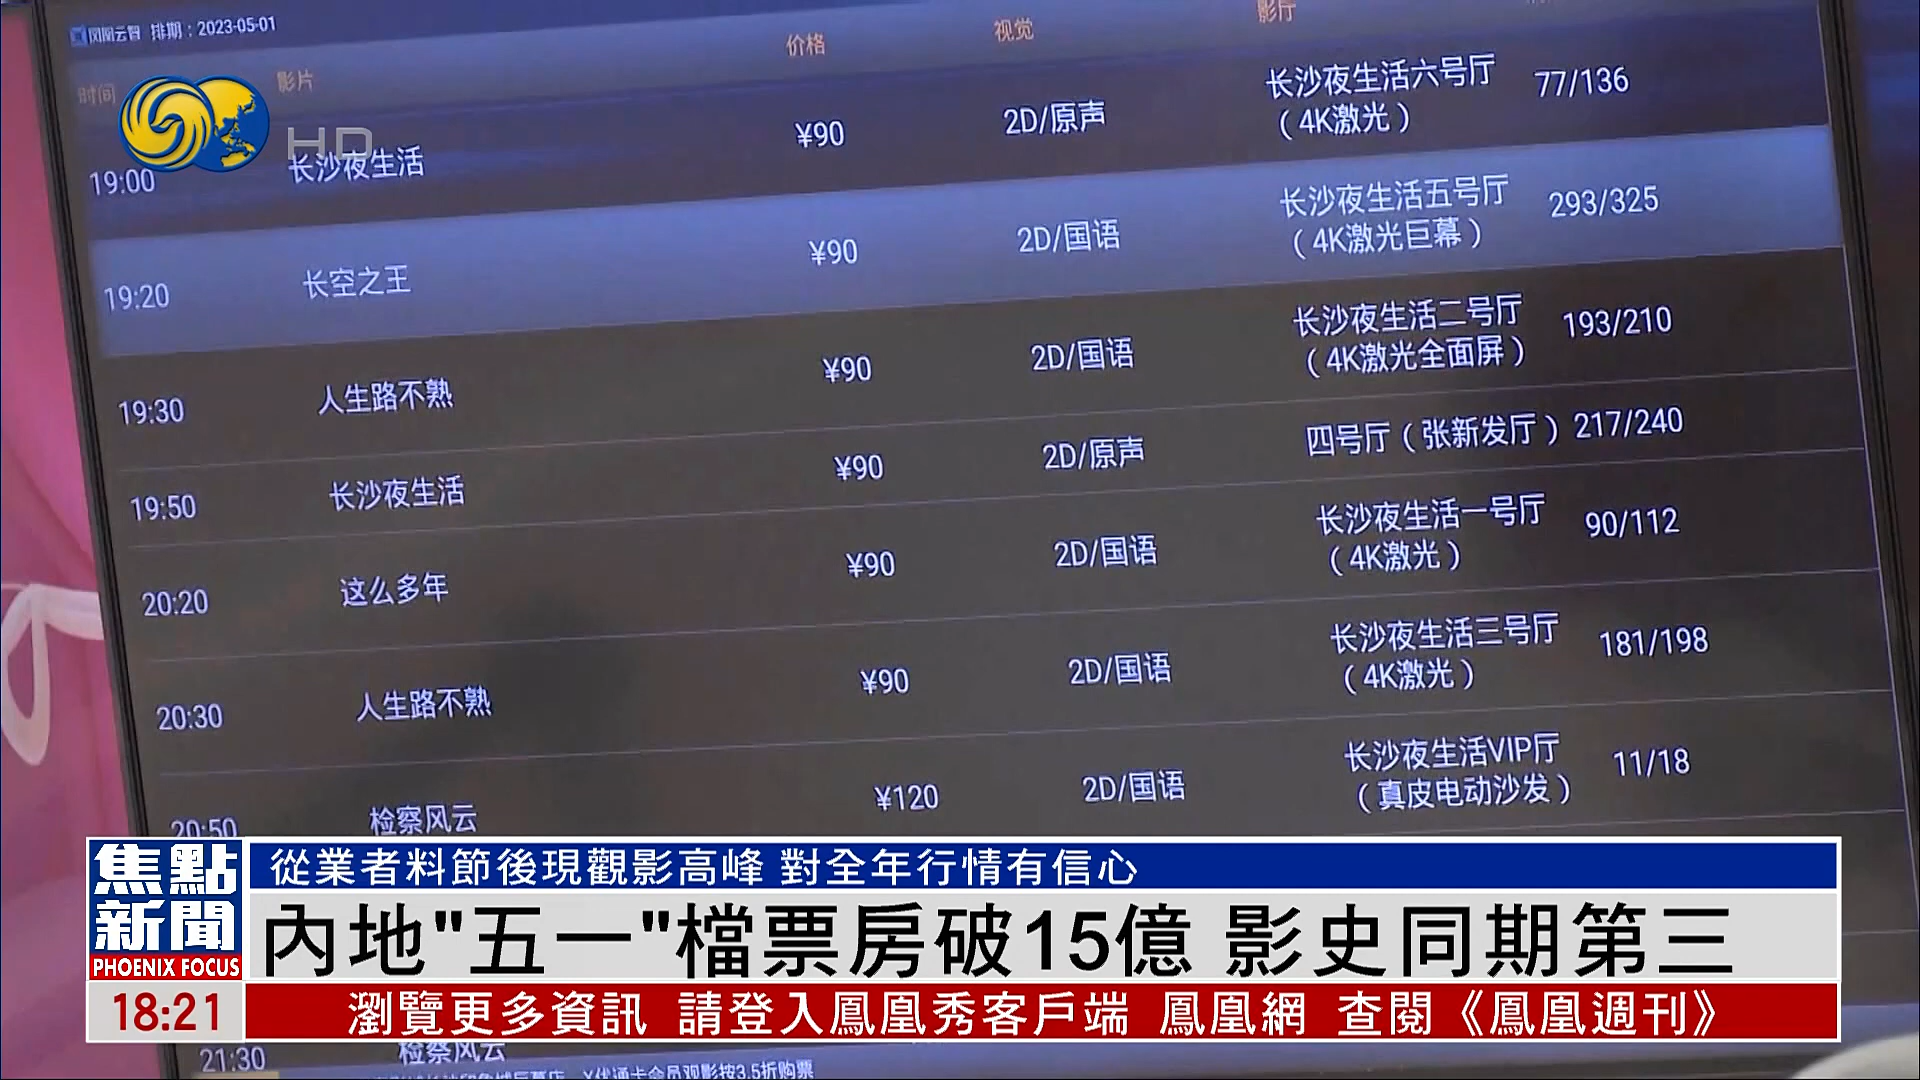 凤凰云智 排期：2023-05-01
时间 影片 价格 视觉 影厅
HD
19:00 长沙夜生活 ¥90 2D/原声 长沙夜生活六号厅 77/136
（4K激光）
19:20 长空之王 ¥90 2D/国语 长沙夜生活五号厅 293/325
（4K激光巨幕）
19:30 人生路不熟 ¥90 2D/国语 长沙夜生活二号厅 193/210
（4K激光全面屏）
19:50 长沙夜生活 ¥90 2D/原声 四号厅（张新发厅） 217/240
20:20 这么多年 ¥90 2D/国语 长沙夜生活一号厅 90/112
（4K激光）
20:30 人生路不熟 ¥90 2D/国语 长沙夜生活三号厅 181/198
（4K激光）
20:50 检察风云 ¥120 2D/国语 长沙夜生活VIP厅 11/18
（真皮电动沙发）
焦點
新聞
PHOENIX FOCUS
18:21
從業者料節後現觀影高峰 對全年行情有信心
內地"五一"檔票房破15億 影史同期第三
瀏覽更多資訊 請登入鳳凰秀客戶端 鳳凰網 查閱《鳳凰週刊》
21:30 检察风云
会员观影按3.5折购票